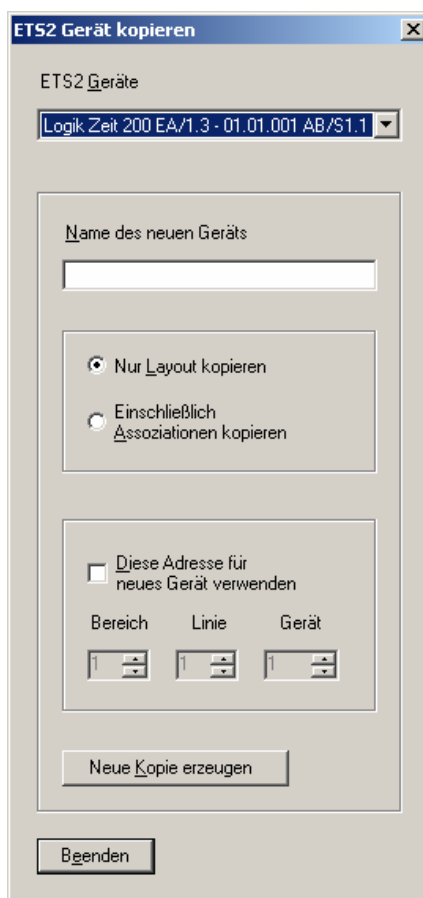 ETS2 Gerät kopieren
ETS2 Geräte
Logik Zeit 200 EA/1.3 - 01.01.001 AB/S1.1
Name des neuen Geräts
Nur Layout kopieren
Einschließlich
Assoziationen kopieren
Diese Adresse für
neues Gerät verwenden
Bereich Linie Gerät
1 1 1
Neue Kopie erzeugen
Beenden